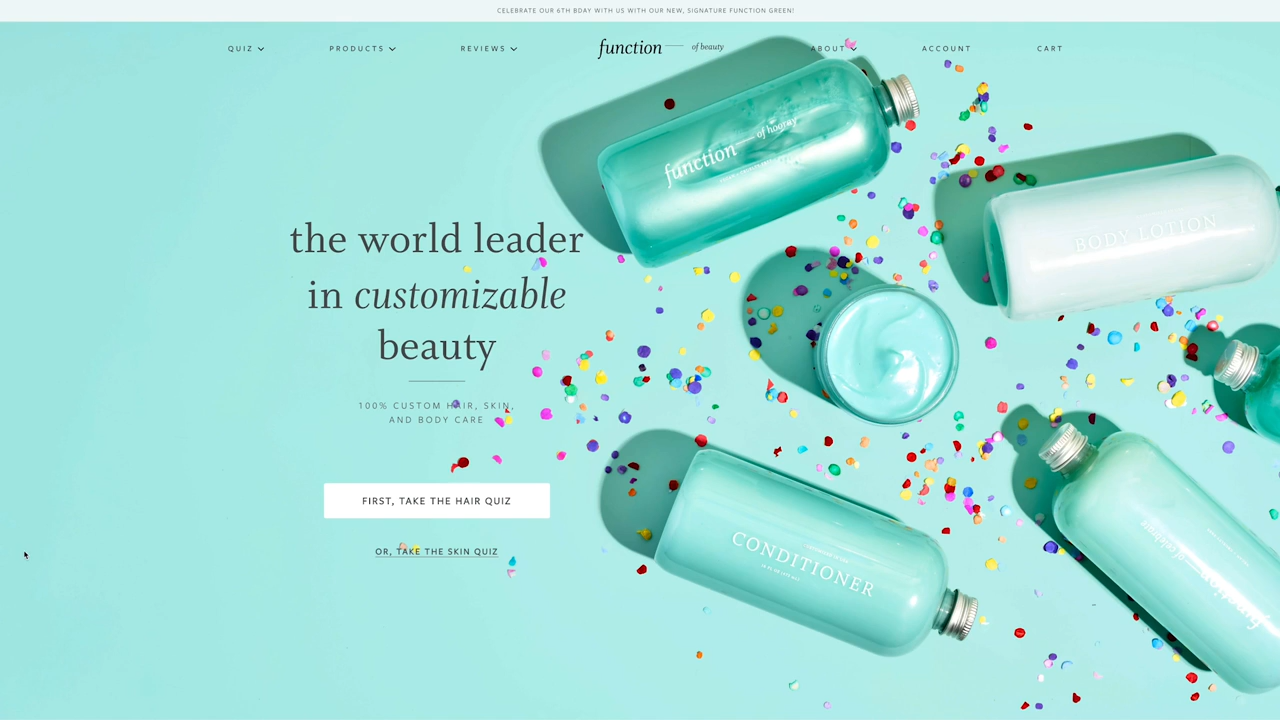 CELEBRATE OUR 6TH BDAY WITH US WITH OUR NEW, SIGNATURE FUNCTION GREEN!
QUIZ
PRODUCTS
REVIEWS
function of beauty
ABOUT
ACCOUNT
CART
function of hooray
BODY LOTION
the world leader
in customizable
beauty
100% CUSTOM HAIR, SKIN,
AND BODY CARE
FIRST, TAKE THE HAIR QUIZ
OR, TAKE THE SKIN QUIZ
CONDITIONER
function